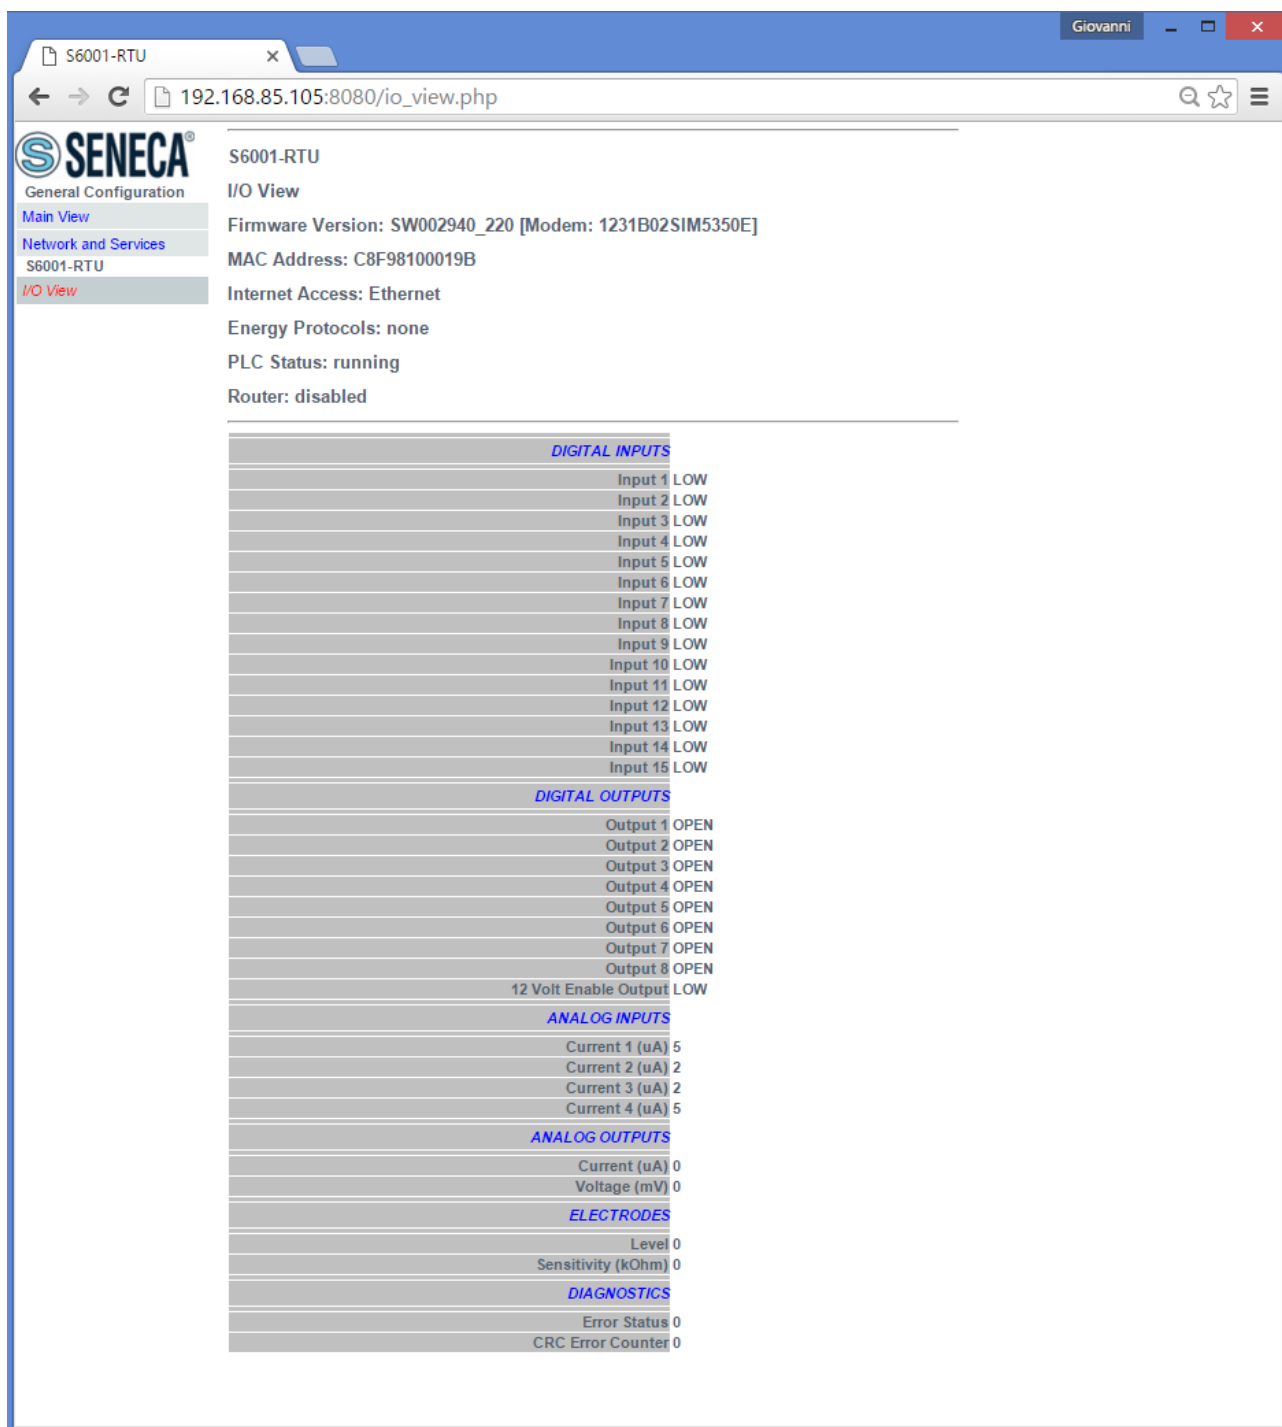 Giovanni
S6001-RTU
192.168.85.105:8080/io_view.php
SENECA®
General Configuration
Main View
Network and Services
S6001-RTU
I/O View
S6001-RTU
I/O View
Firmware Version: SW002940_220 [Modem: 1231B02SIM5350E]
MAC Address: C8F98100019B
Internet Access: Ethernet
Energy Protocols: none
PLC Status: running
Router: disabled
DIGITAL INPUTS
Input 1 LOW
Input 2 LOW
Input 3 LOW
Input 4 LOW
Input 5 LOW
Input 6 LOW
Input 7 LOW
Input 8 LOW
Input 9 LOW
Input 10 LOW
Input 11 LOW
Input 12 LOW
Input 13 LOW
Input 14 LOW
Input 15 LOW
DIGITAL OUTPUTS
Output 1 OPEN
Output 2 OPEN
Output 3 OPEN
Output 4 OPEN
Output 5 OPEN
Output 6 OPEN
Output 7 OPEN
Output 8 OPEN
12 Volt Enable Output LOW
ANALOG INPUTS
Current 1 (uA) 5
Current 2 (uA) 2
Current 3 (uA) 2
Current 4 (uA) 5
ANALOG OUTPUTS
Current (uA) 0
Voltage (mV) 0
ELECTRODES
Level 0
Sensitivity (kOhm) 0
DIAGNOSTICS
Error Status 0
CRC Error Counter 0